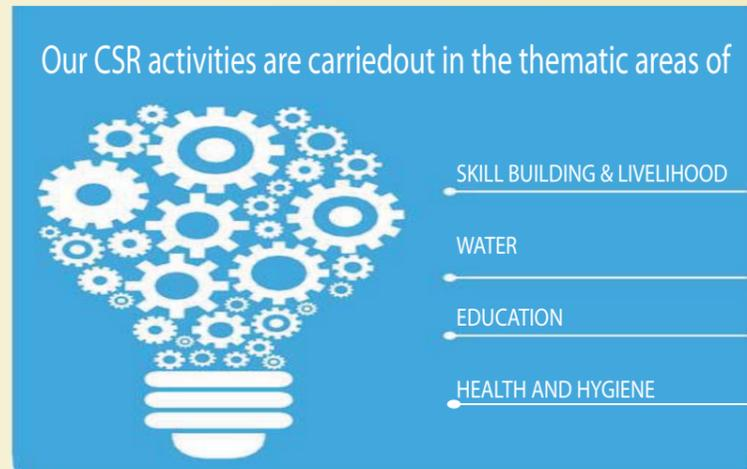 Our CSR activities are carriedout in the thematic areas of
SKILL BUILDING & LIVELIHOOD
WATER
EDUCATION
HEALTH AND HYGIENE